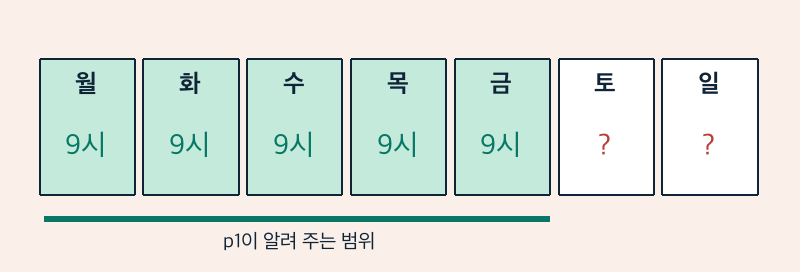 월 화 수 목 금 토 일
9시 9시 9시 9시 9시 ? ?
p1이 알려 주는 범위